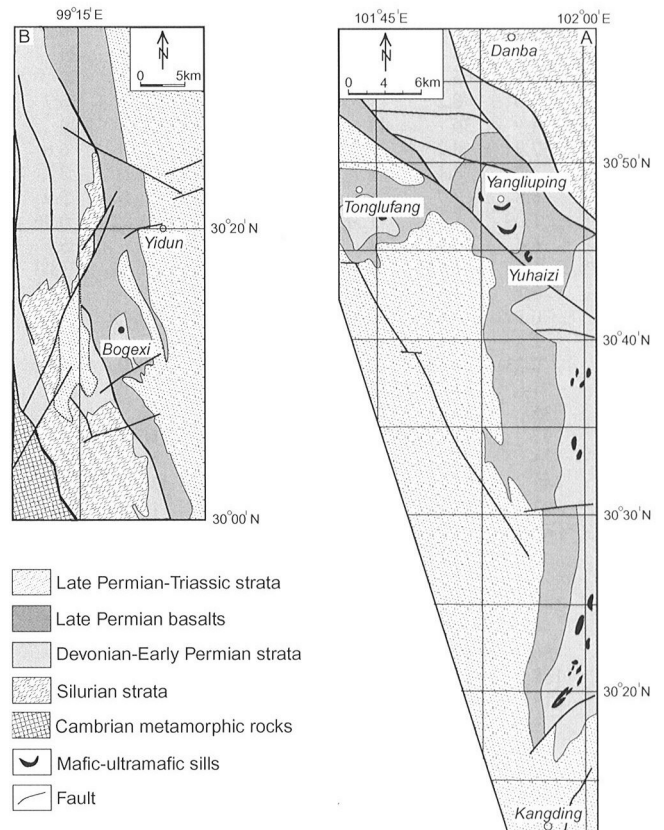 99°15´E
B
N
0 5km
Yidun
30°20´N
Bogexi
30°00´N
101°45´E
102°00´E
A
N
0 4 6km
Danba
30°50´N
Yangliuping
Tonglufang
Yuhaizi
30°40´N
30°30´N
30°20´N
Kangding
Late Permian-Triassic strata
Late Permian basalts
Devonian-Early Permian strata
Silurian strata
Cambrian metamorphic rocks
Mafic-ultramafic sills
Fault